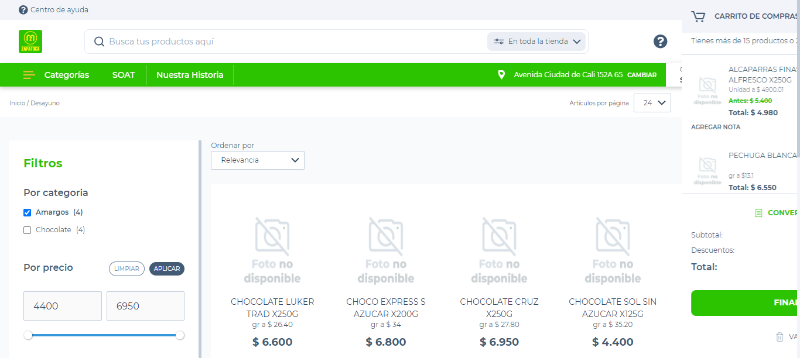 Centro de ayuda
CARRITO DE COMPRAS
Busca tus productos aquí
En toda la tienda
Tienes más de 15 productos o
Categorías
SOAT
Nuestra Historia
Avenida Ciudad de Cali 152A 65 CAMBIAR
Inicio / Desayuno
Artículos por página
24
ALCAPARRAS FINAS
ALFRESCO X250G
Unidad a $ 4900.01
Antes: $ 5.400
Total: $ 4.980
Foto no
disponible
AGREGAR NOTA
PECHUGA BLANCA
gr a $13.1
Total: $ 6.550
Foto no
disponible
Filtros
Por categoría
Amargos (4)
Chocolate (4)
Por precio
LIMPIAR
APLICAR
4400
6950
Ordenar por
Relevancia
Foto no
disponible
CHOCOLATE LUKER
TRAD X250G
gr a $ 26.40
$ 6.600
Foto no
disponible
CHOCO EXPRESS S
AZUCAR X200G
gr a $ 34
$ 6.800
Foto no
disponible
CHOCOLATE CRUZ
X250G
gr a $ 27.80
$ 6.950
Foto no
disponible
CHOCOLATE SOL SIN
AZUCAR X125G
gr a $ 35.20
$ 4.400
CONVER
Subtotal:
Descuentos:
Total:
FINAL
VA